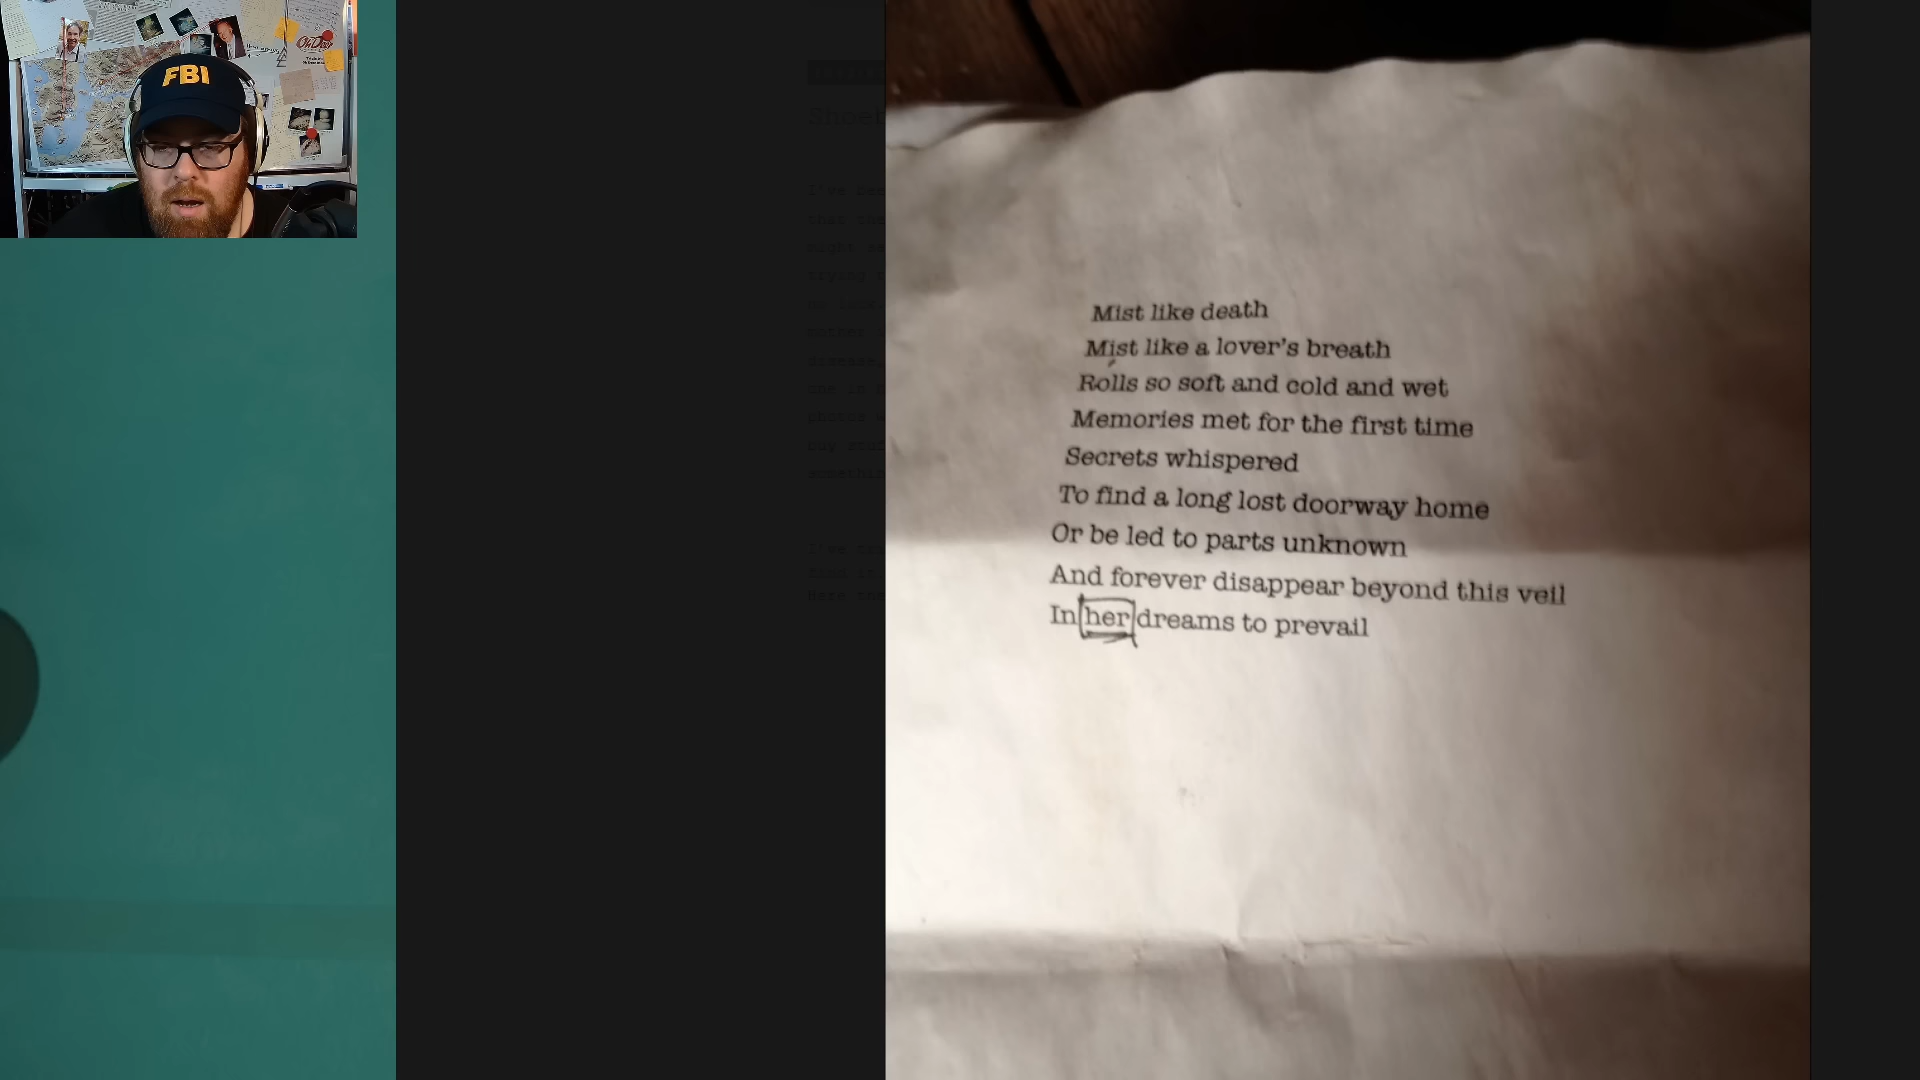 FBI
Mist like death
Mist like a lover's breath
Rolls so soft and cold and wet
Memories met for the first time
Secrets whispered
To find a long lost doorway home
Or be led to parts unknown
And forever disappear beyond this veil
In her dreams to prevail